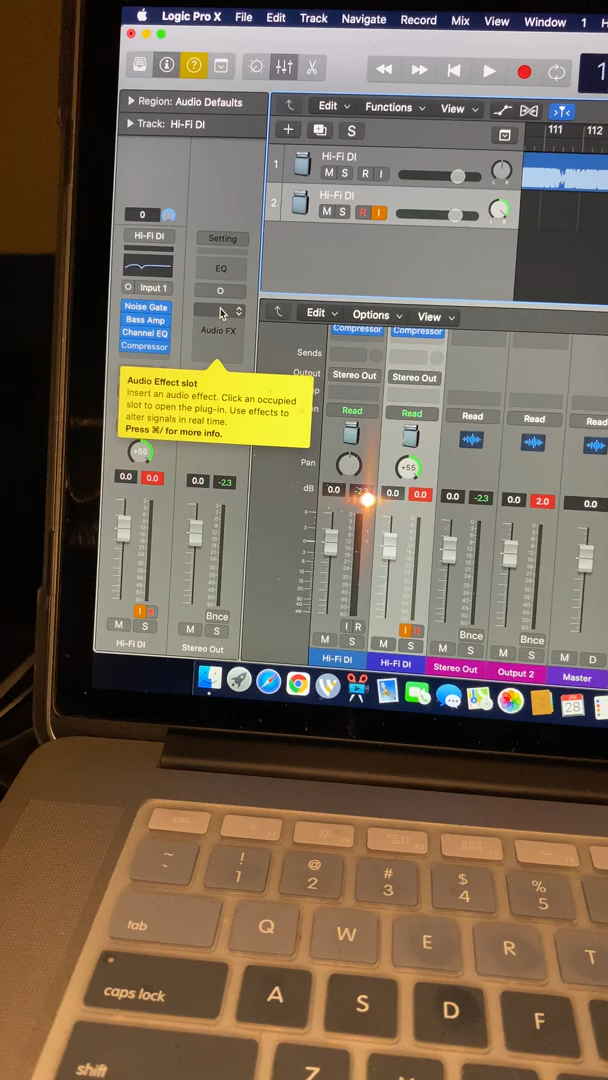 Logic Pro X File Edit Track Navigate Record Mix View Window 1
Region: Audio Defaults
Track: Hi-Fi DI
Edit Functions View
S
111 112
1 Hi-Fi DI
M S R I
L R
2 Hi-Fi DI
M S R I
0
Hi-Fi DI
Setting
EQ
Input 1
Noise Gate
Bass Amp
Channel EQ
Compressor
Audio FX
Audio Effect slot
Insert an audio effect. Click an occupied
slot to open the plug-in. Use effects to
alter signals in real time.
Press ⌘/ for more info.
+55
0.0 0.0 0.0 -2.3
Bnce
M S M S
Hi-Fi DI Stereo Out
Edit Options View
Compressor Compressor
Sends
Output Stereo Out Stereo Out
Read Read Read Read Read
Pan +55
dB 0.0 0.0 0.0 0.0 -2.3 0.0 2.0 0.0
I R I R
M S M S Bnce Bnce
M S M S M D
Hi-Fi DI Hi-Fi DI Stereo Out Output 2 Master
28
esc
~ ! @ # $ %
1 2 3 4 5
tab Q W E R T
caps lock A S D F
shift Z